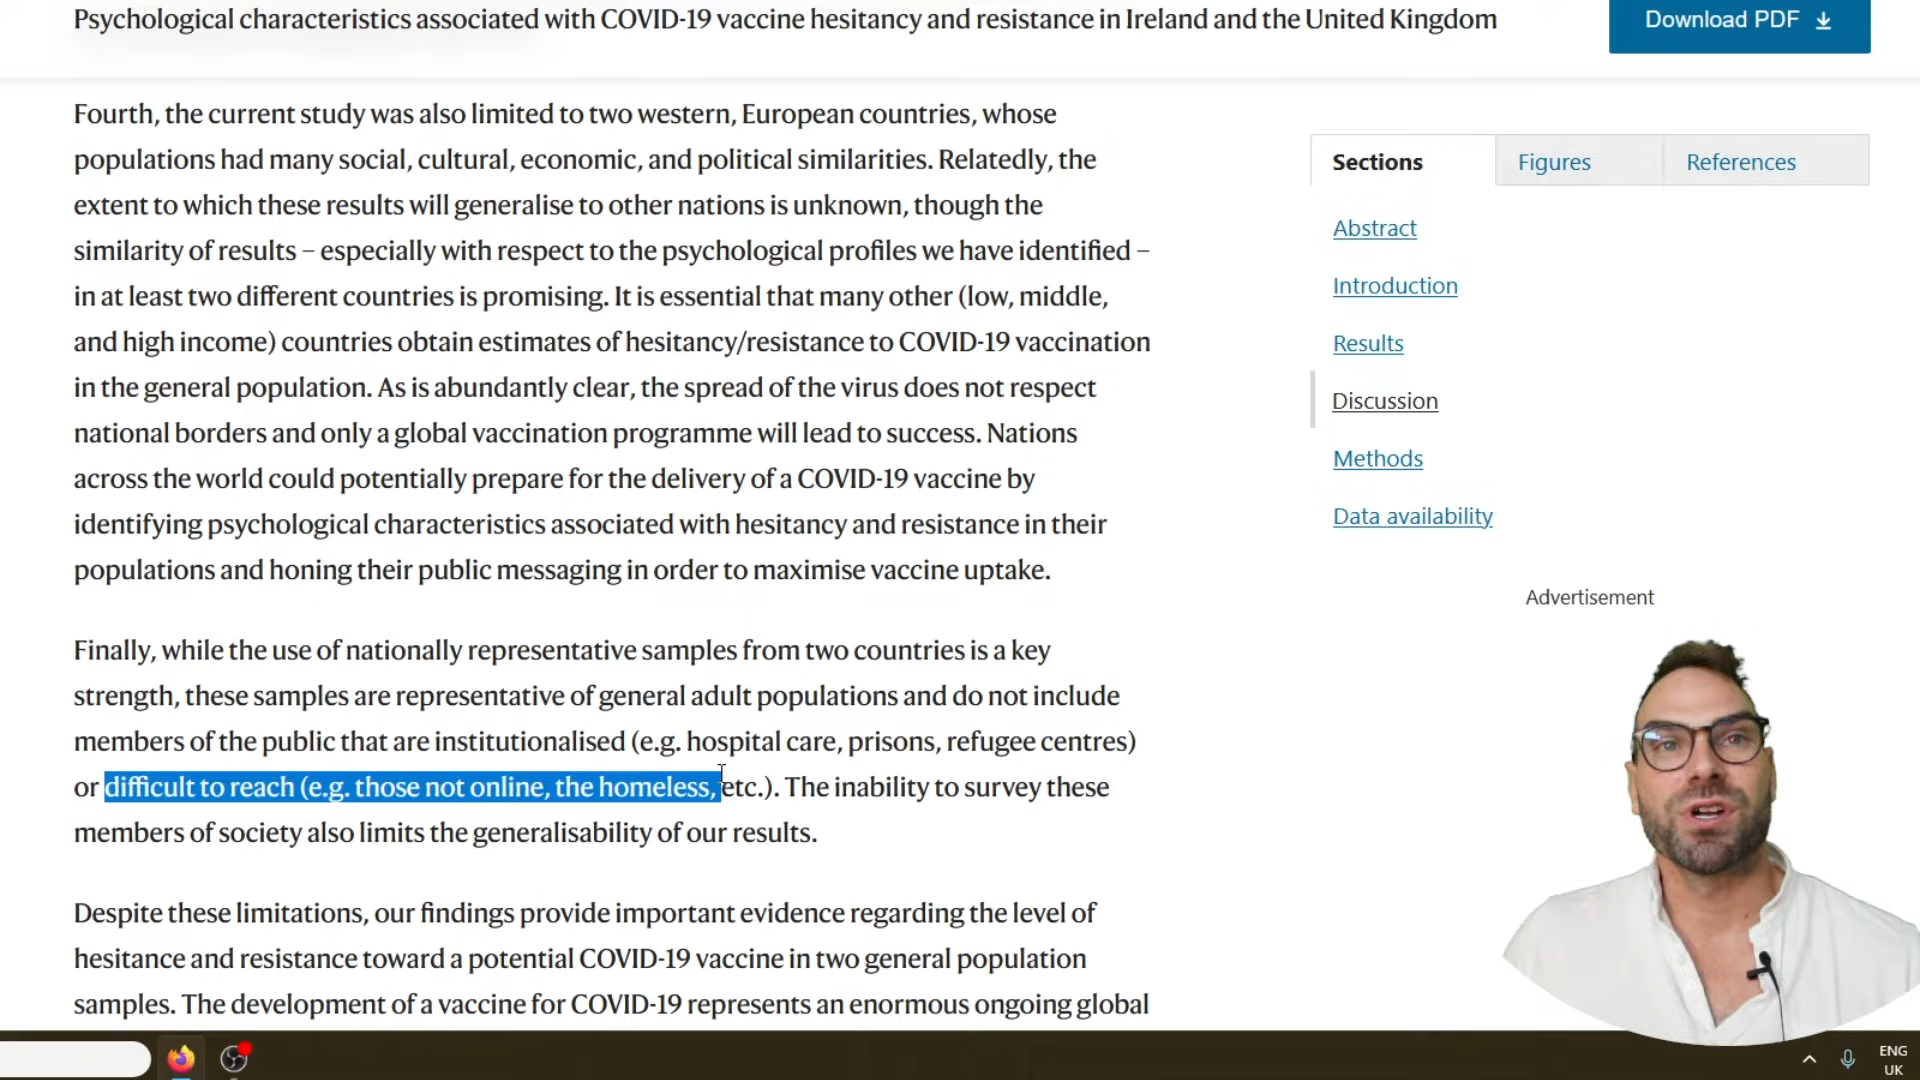 Psychological characteristics associated with COVID-19 vaccine hesitancy and resistance in Ireland and the United Kingdom
Download PDF
Fourth, the current study was also limited to two western, European countries, whose
populations had many social, cultural, economic, and political similarities. Relatedly, the
extent to which these results will generalise to other nations is unknown, though the
similarity of results – especially with respect to the psychological profiles we have identified –
in at least two different countries is promising. It is essential that many other (low, middle,
and high income) countries obtain estimates of hesitancy/resistance to COVID-19 vaccination
in the general population. As is abundantly clear, the spread of the virus does not respect
national borders and only a global vaccination programme will lead to success. Nations
across the world could potentially prepare for the delivery of a COVID-19 vaccine by
identifying psychological characteristics associated with hesitancy and resistance in their
populations and honing their public messaging in order to maximise vaccine uptake.
Finally, while the use of nationally representative samples from two countries is a key
strength, these samples are representative of general adult populations and do not include
members of the public that are institutionalised (e.g. hospital care, prisons, refugee centres)
or difficult to reach (e.g. those not online, the homeless, etc.). The inability to survey these
members of society also limits the generalisability of our results.
Despite these limitations, our findings provide important evidence regarding the level of
hesitance and resistance toward a potential COVID-19 vaccine in two general population
samples. The development of a vaccine for COVID-19 represents an enormous ongoing global
Sections
Figures
References
Abstract
Introduction
Results
Discussion
Methods
Data availability
Advertisement
ENG
UK